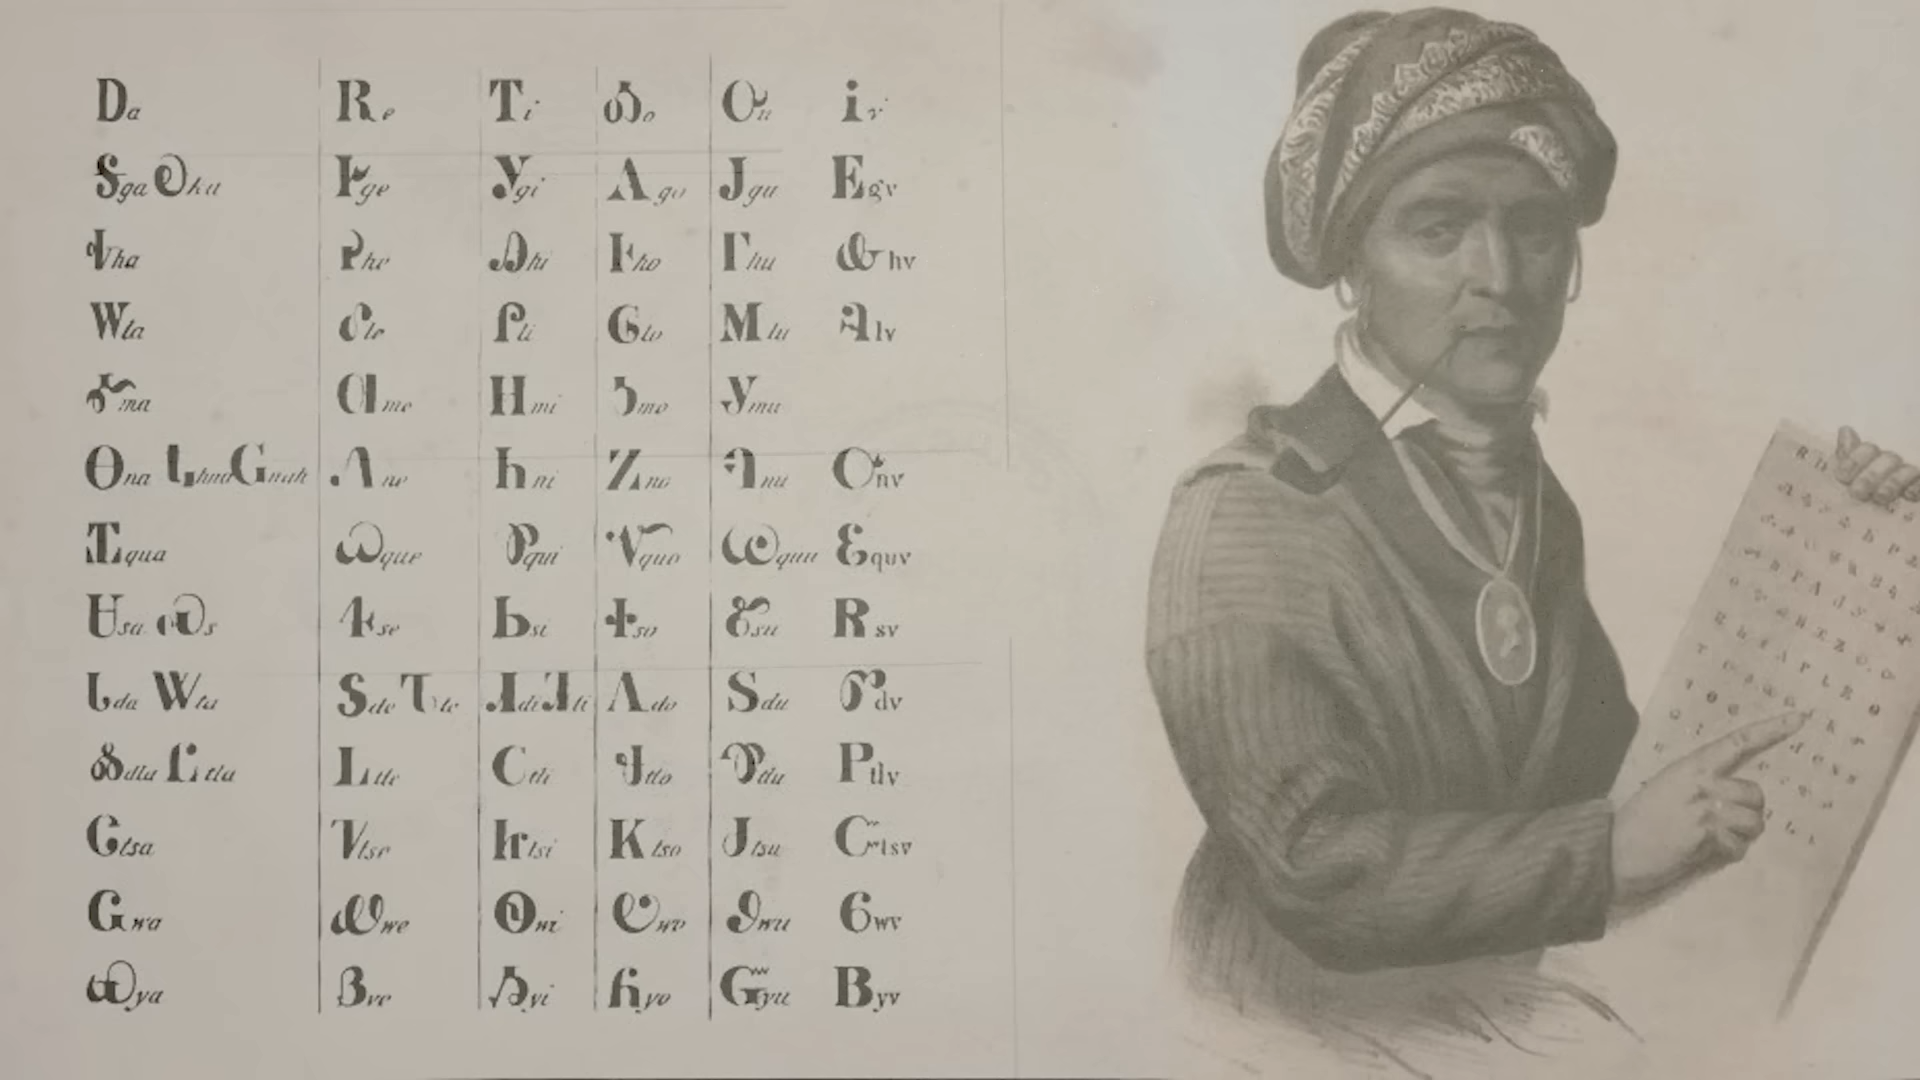 Ꭰa Ꭱe Ꭲi Ꭳo Ꭴu Ꭵv
Ꭶga Ꭷka Ꭸge Ꭹgi Ꭺgo Ꭻgu Ꭼgv
Ꭽha Ꭾhe Ꭿhi Ꮀho Ꮁhu Ꮂhv
Ꮃla Ꮄle Ꮅli Ꮆlo Ꮇlu Ꮈlv
Ꮉma Ꮊme Ꮋmi Ꮌmo Ꮍmu
Ꮎna Ꮏhna Ꮐnah Ꮑne Ꮒni Ꮓno Ꮔnu Ꮕnv
Ꮖqua Ꮗque Ꮘqui Ꮙquo Ꮚquu Ꮛquv
Ꮜsa Ꮝs Ꮞse Ꮟsi Ꮠso Ꮡsu Ꮢsv
Ꮣda Ꮤta Ꮥde Ꮦte Ꮧdi Ꮨti Ꮩdo Ꮪdu Ꮫdv
Ꮬdla Ꮭtla Ꮮtle Ꮯtli Ꮰtlo Ꮱtlu Ꮲtlv
Ꮳtsa Ꮴtse Ꮵtsi Ꮶtso Ꮷtsu Ꮸtsv
Ꮹwa Ꮺwe Ꮻwi Ꮼwo Ꮽwu Ꮾwv
Ꮿya Ᏸye Ᏹyi Ᏺyo Ᏻyu Ᏼyv